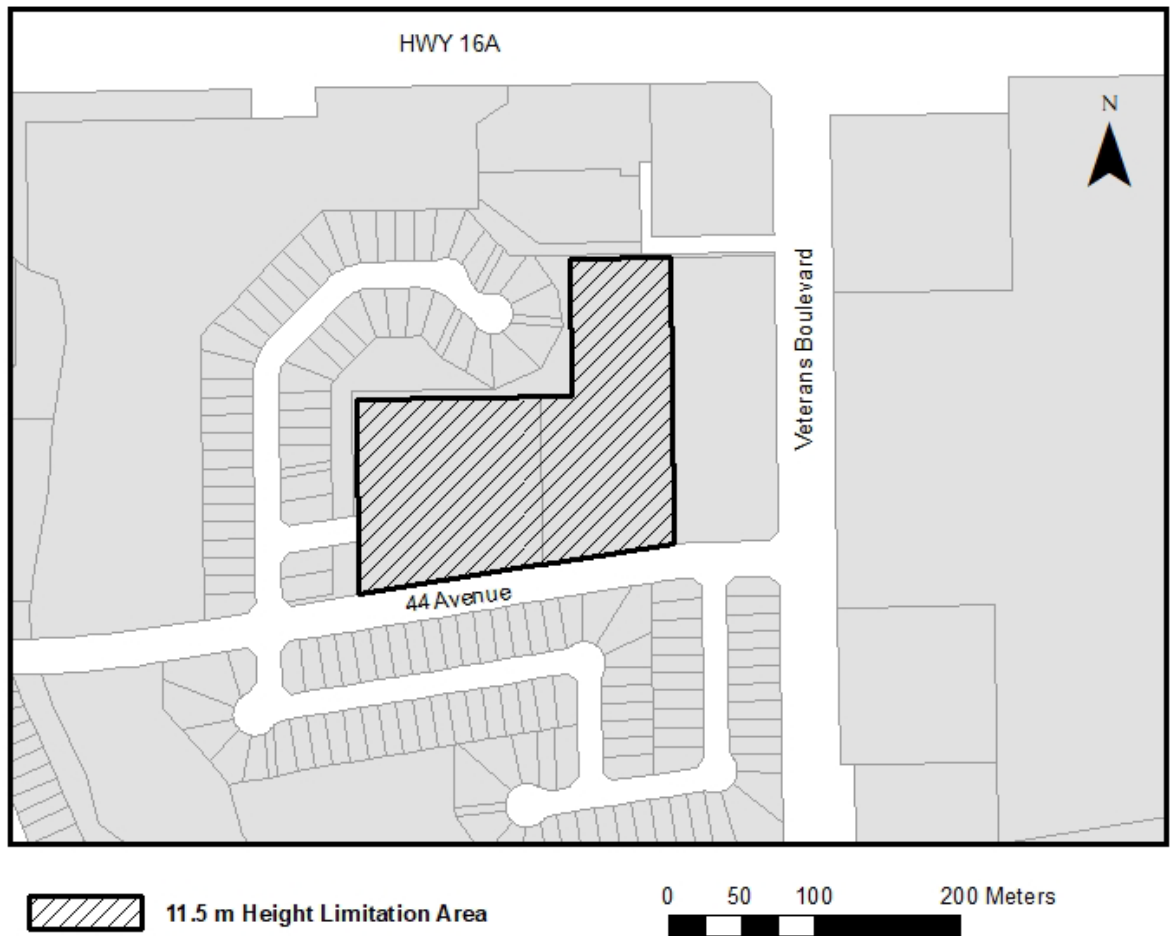 HWY 16A
N
Veterans Boulevard
44 Avenue
11.5 m Height Limitation Area
0 50 100 200 Meters